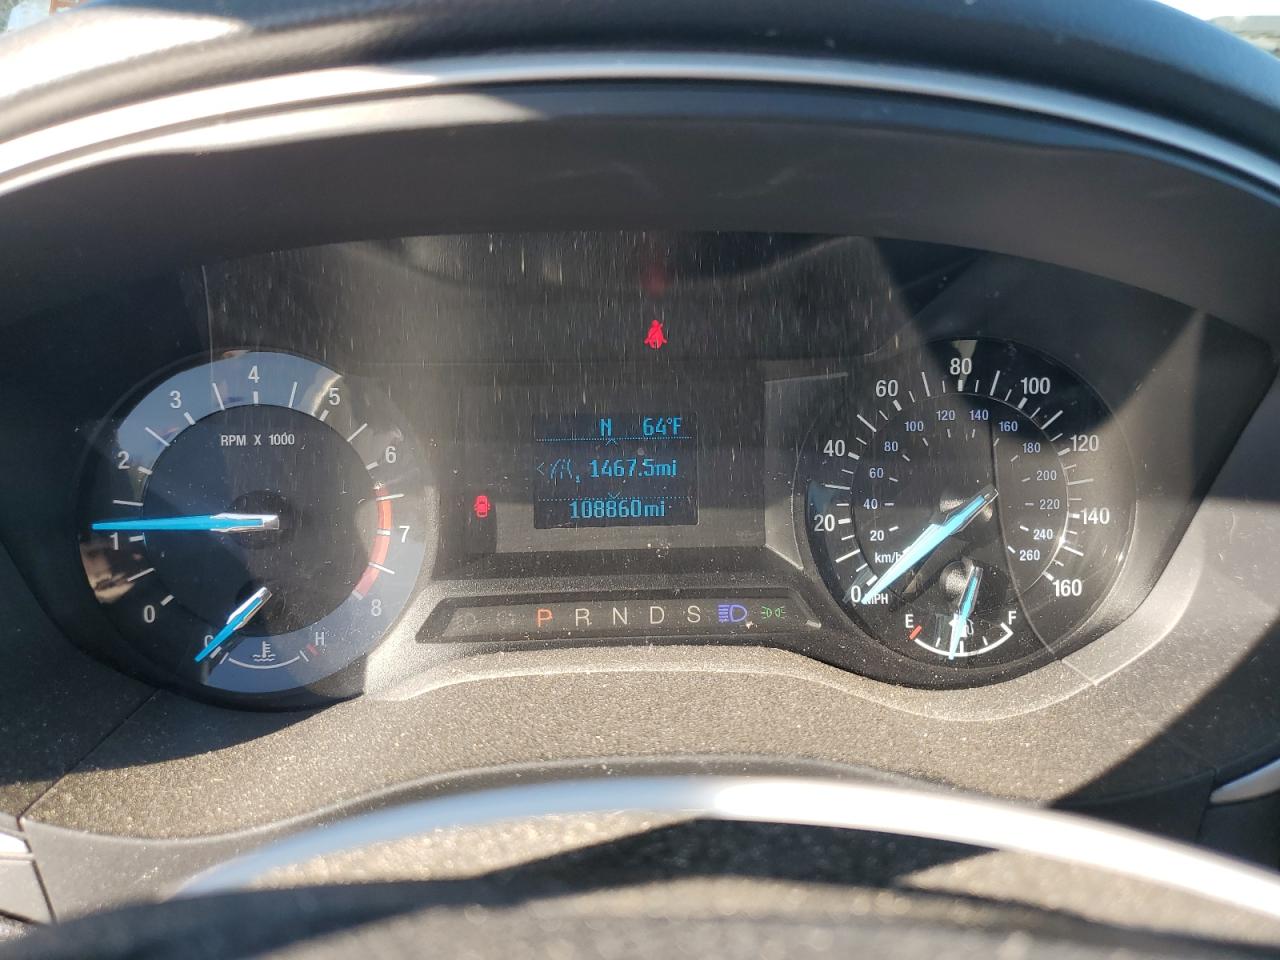 N 64°F
1467.5mi
108860mi
RPM X 1000
0 1 2 3 4 5 6 7 8
C H
P R N D S
0 20 40 60 80 100 120 140 160
MPH
20 40 60 80 100 120 140 160 180 200 220 240 260
km/h
E F